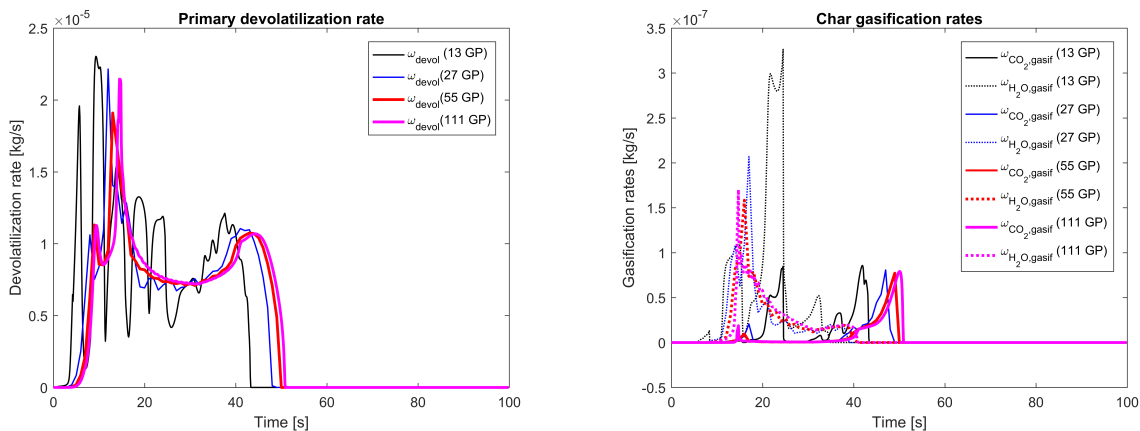 Primary devolatilization rate
×10⁻⁵
2.5
2
1.5
1
0.5
0
0 20 40 60 80 100
Time [s]
Devolatilization rate [kg/s]
ω_devol (13 GP)
ω_devol(27 GP)
ω_devol(55 GP)
ω_devol(111 GP)
Char gasification rates
×10⁻⁷
3.5
3
2.5
2
1.5
1
0.5
0
-0.5
0 20 40 60 80 100
Time [s]
Gasification rates [kg/s]
ω_CO₂,gasif (13 GP)
ω_H₂O,gasif (13 GP)
ω_CO₂,gasif (27 GP)
ω_H₂O,gasif (27 GP)
ω_CO₂,gasif (55 GP)
ω_H₂O,gasif (55 GP)
ω_CO₂,gasif (111 GP)
ω_H₂O,gasif (111 GP)